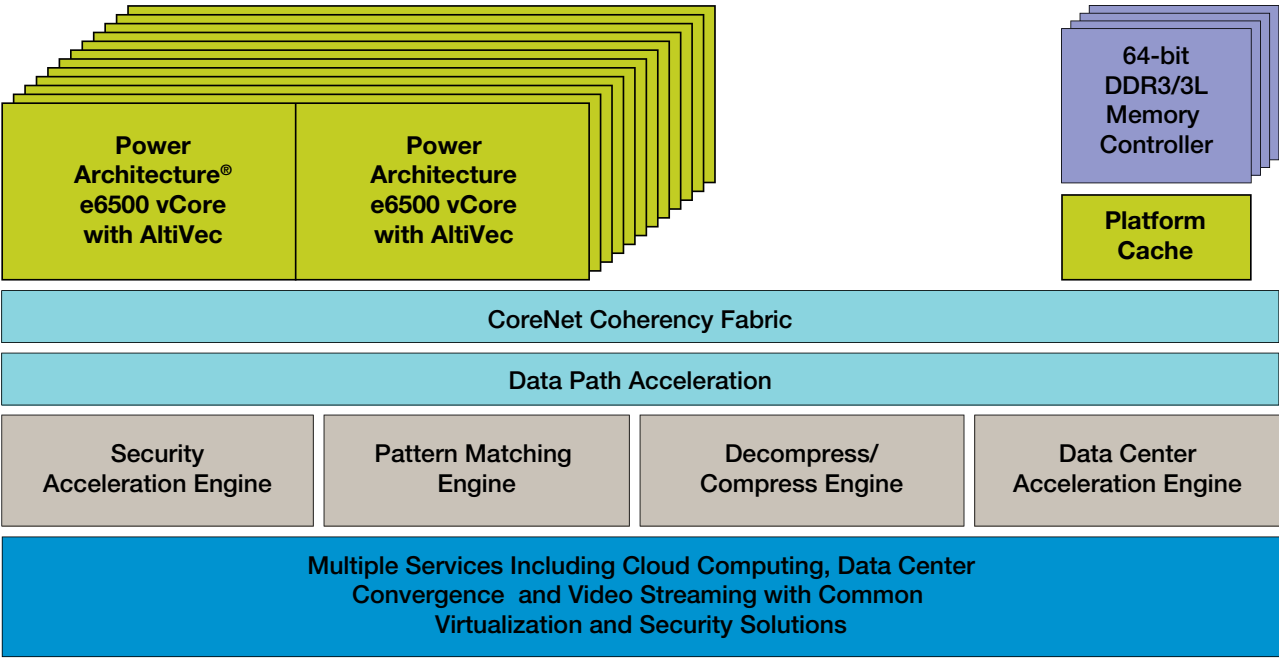 Power
Architecture®
e6500 vCore
with AltiVec
Power
Architecture
e6500 vCore
with AltiVec
64-bit
DDR3/3L
Memory
Controller
Platform
Cache
CoreNet Coherency Fabric
Data Path Acceleration
Security
Acceleration Engine
Pattern Matching
Engine
Decompress/
Compress Engine
Data Center
Acceleration Engine
Multiple Services Including Cloud Computing, Data Center
Convergence and Video Streaming with Common
Virtualization and Security Solutions